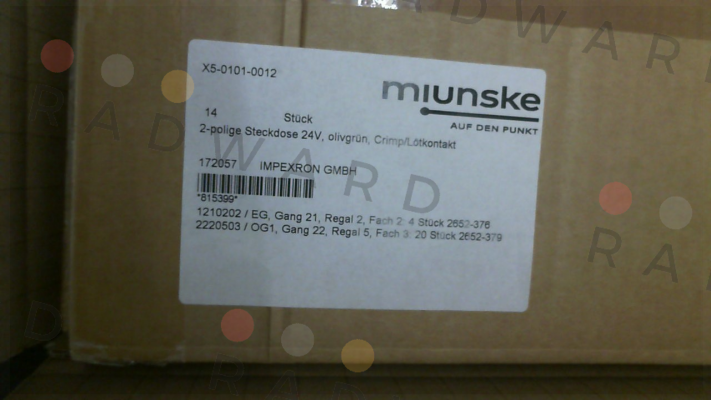 X5-0101-0012
miunske
AUF DEN PUNKT
14 Stück
2-polige Steckdose 24V, olivgrün, Crimp/Lötkontakt
172057 IMPEXRON GMBH
*615399*
1210202 / EG, Gang 21, Regal 2, Fach 2: 4 Stück 2652-376
2220503 / OG1, Gang 22, Regal 5, Fach 3: 20 Stück 2652-379
RADWARD